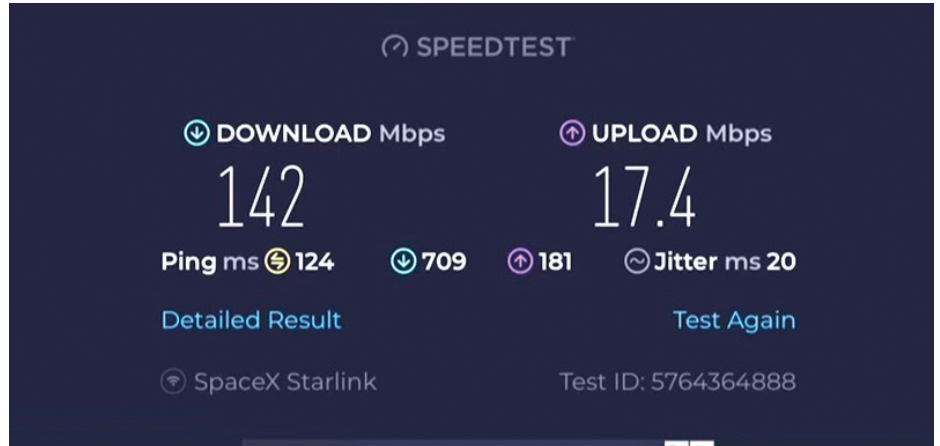 SPEEDTEST
DOWNLOAD Mbps UPLOAD Mbps
142 17.4
Ping ms 124 709 181 Jitter ms 20
Detailed Result Test Again
SpaceX Starlink Test ID: 5764364888